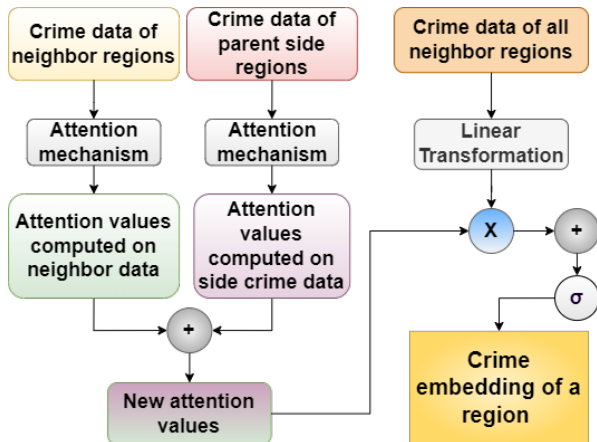 Crime data of
neighbor regions
Crime data of
parent side
regions
Crime data of all
neighbor regions
Attention
mechanism
Attention
mechanism
Linear
Transformation
Attention values
computed on
neighbor data
Attention
values
computed on
side crime data
X
+
+
σ
New attention
values
Crime
embedding of a
region